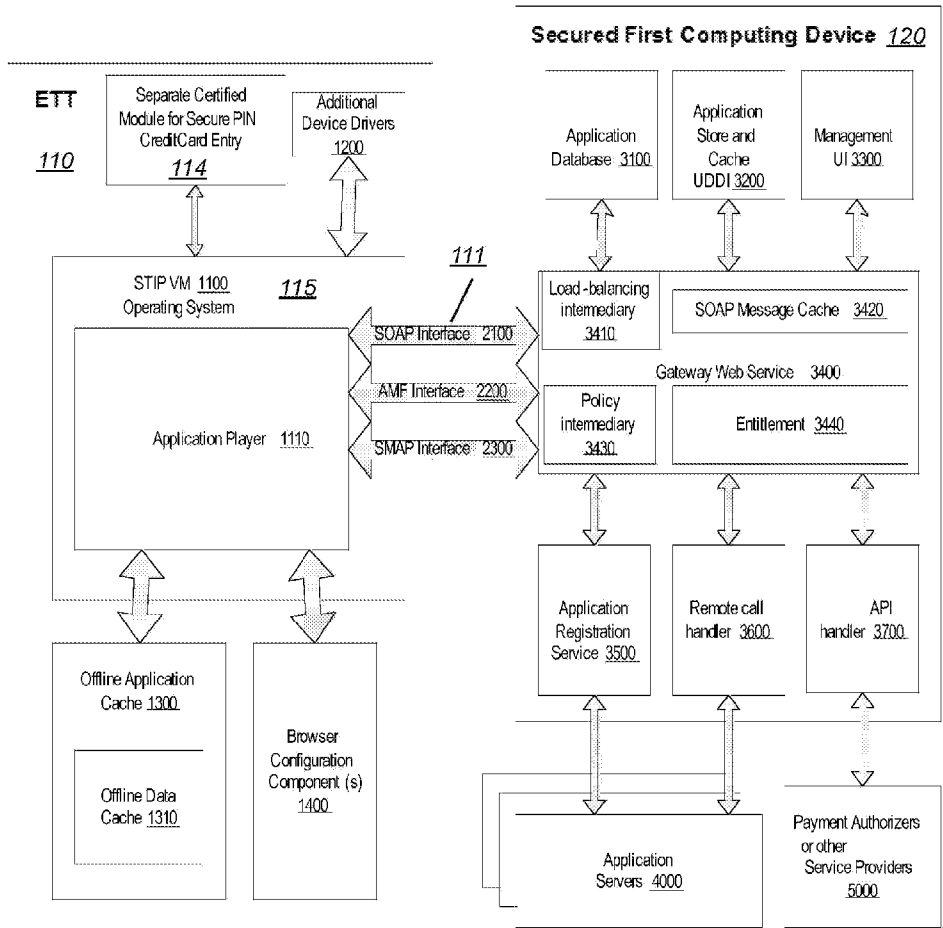 Secured First Computing Device 120
ETT
110
Separate Certified
Module for Secure PIN
CreditCard Entry
114
Additional
Device Drivers
1200
Application
Database 3100
Application
Store and
Cache
UDDI 3200
Management
UI 3300
STIP VM 1100
Operating System
115
111
Application Player 1110
SOAP Interface 2100
AMF Interface 2200
SMAP Interface 2300
Load-balancing
intermediary
3410
SOAP Message Cache 3420
Gateway Web Service 3400
Policy
intermediary
3430
Entitlement 3440
Application
Registration
Service 3500
Remote call
handler 3600
API
handler 3700
Offline Application
Cache 1300
Offline Data
Cache 1310
Browser
Configuration
Component (s)
1400
Application
Servers 4000
Payment Authorizers
or other
Service Providers
5000